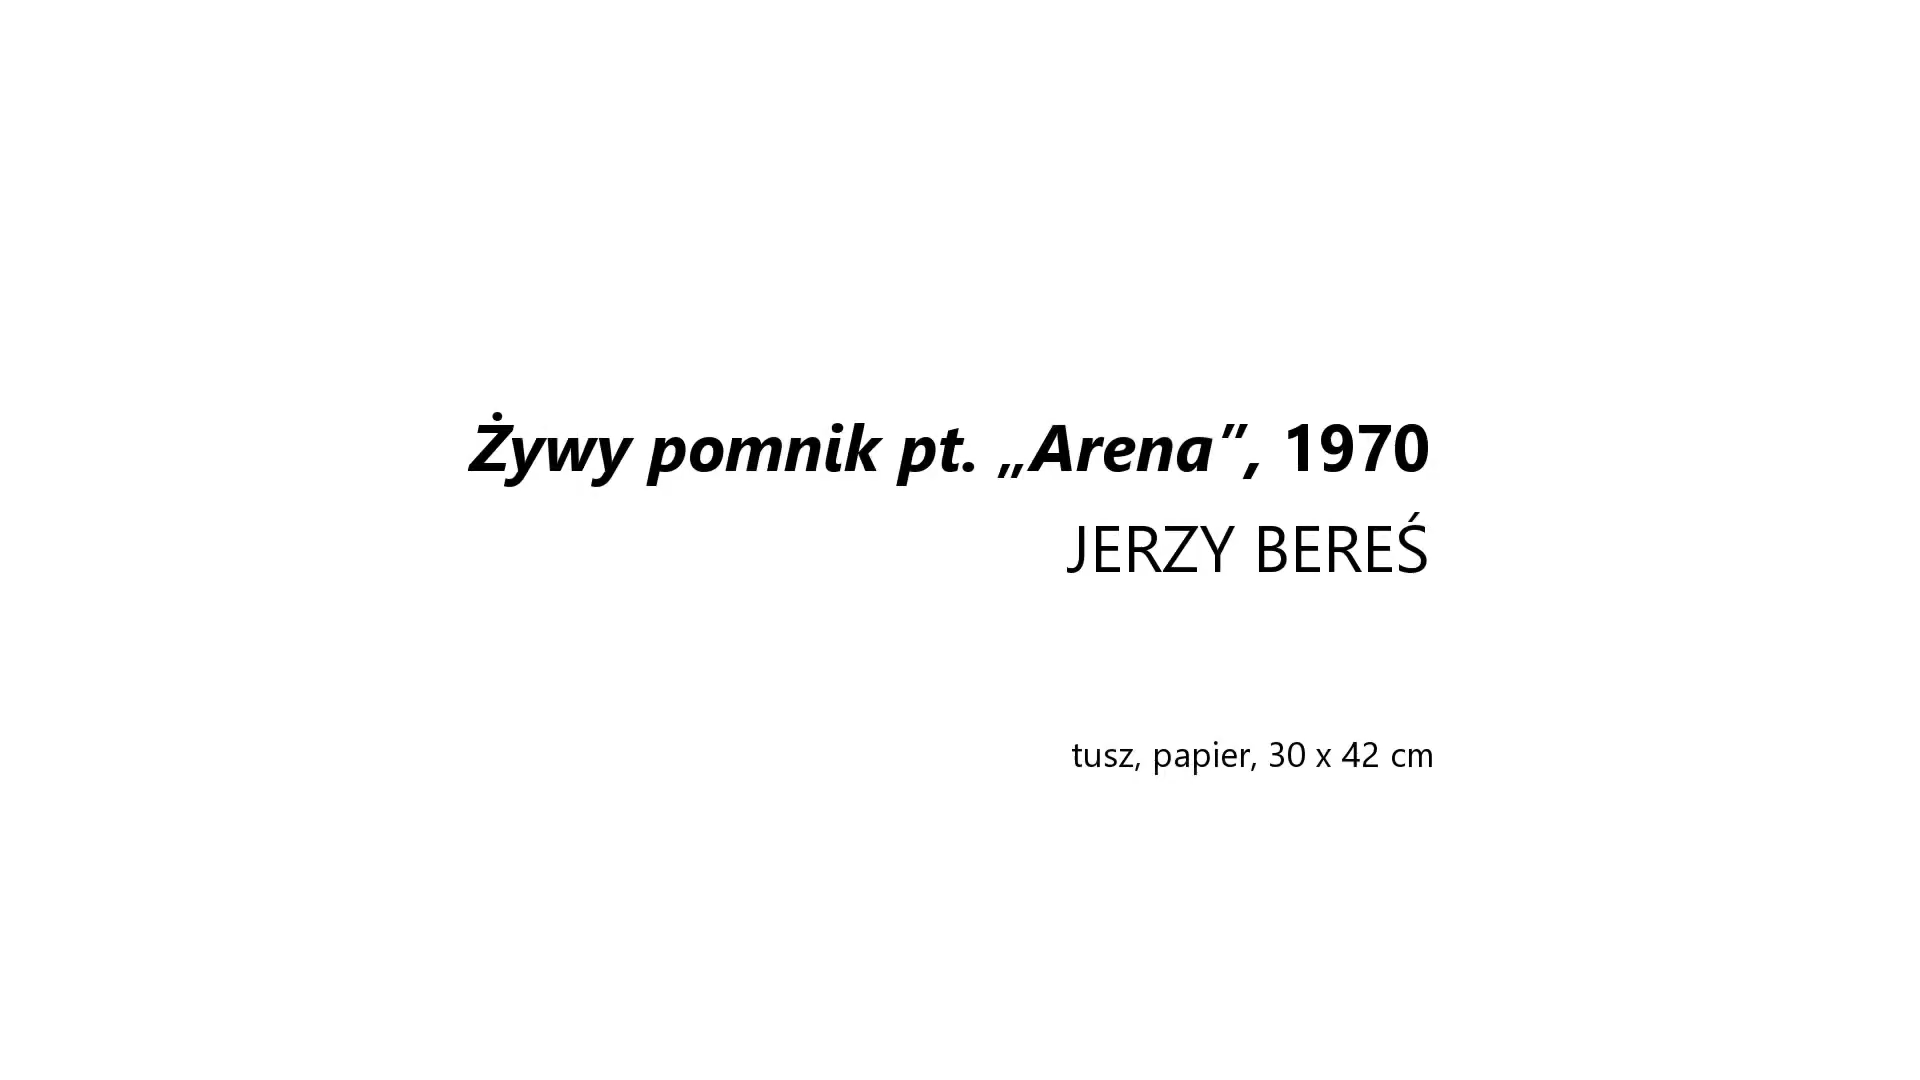 Żywy pomnik pt. „Arena”, 1970
JERZY BEREŚ
tusz, papier, 30 x 42 cm